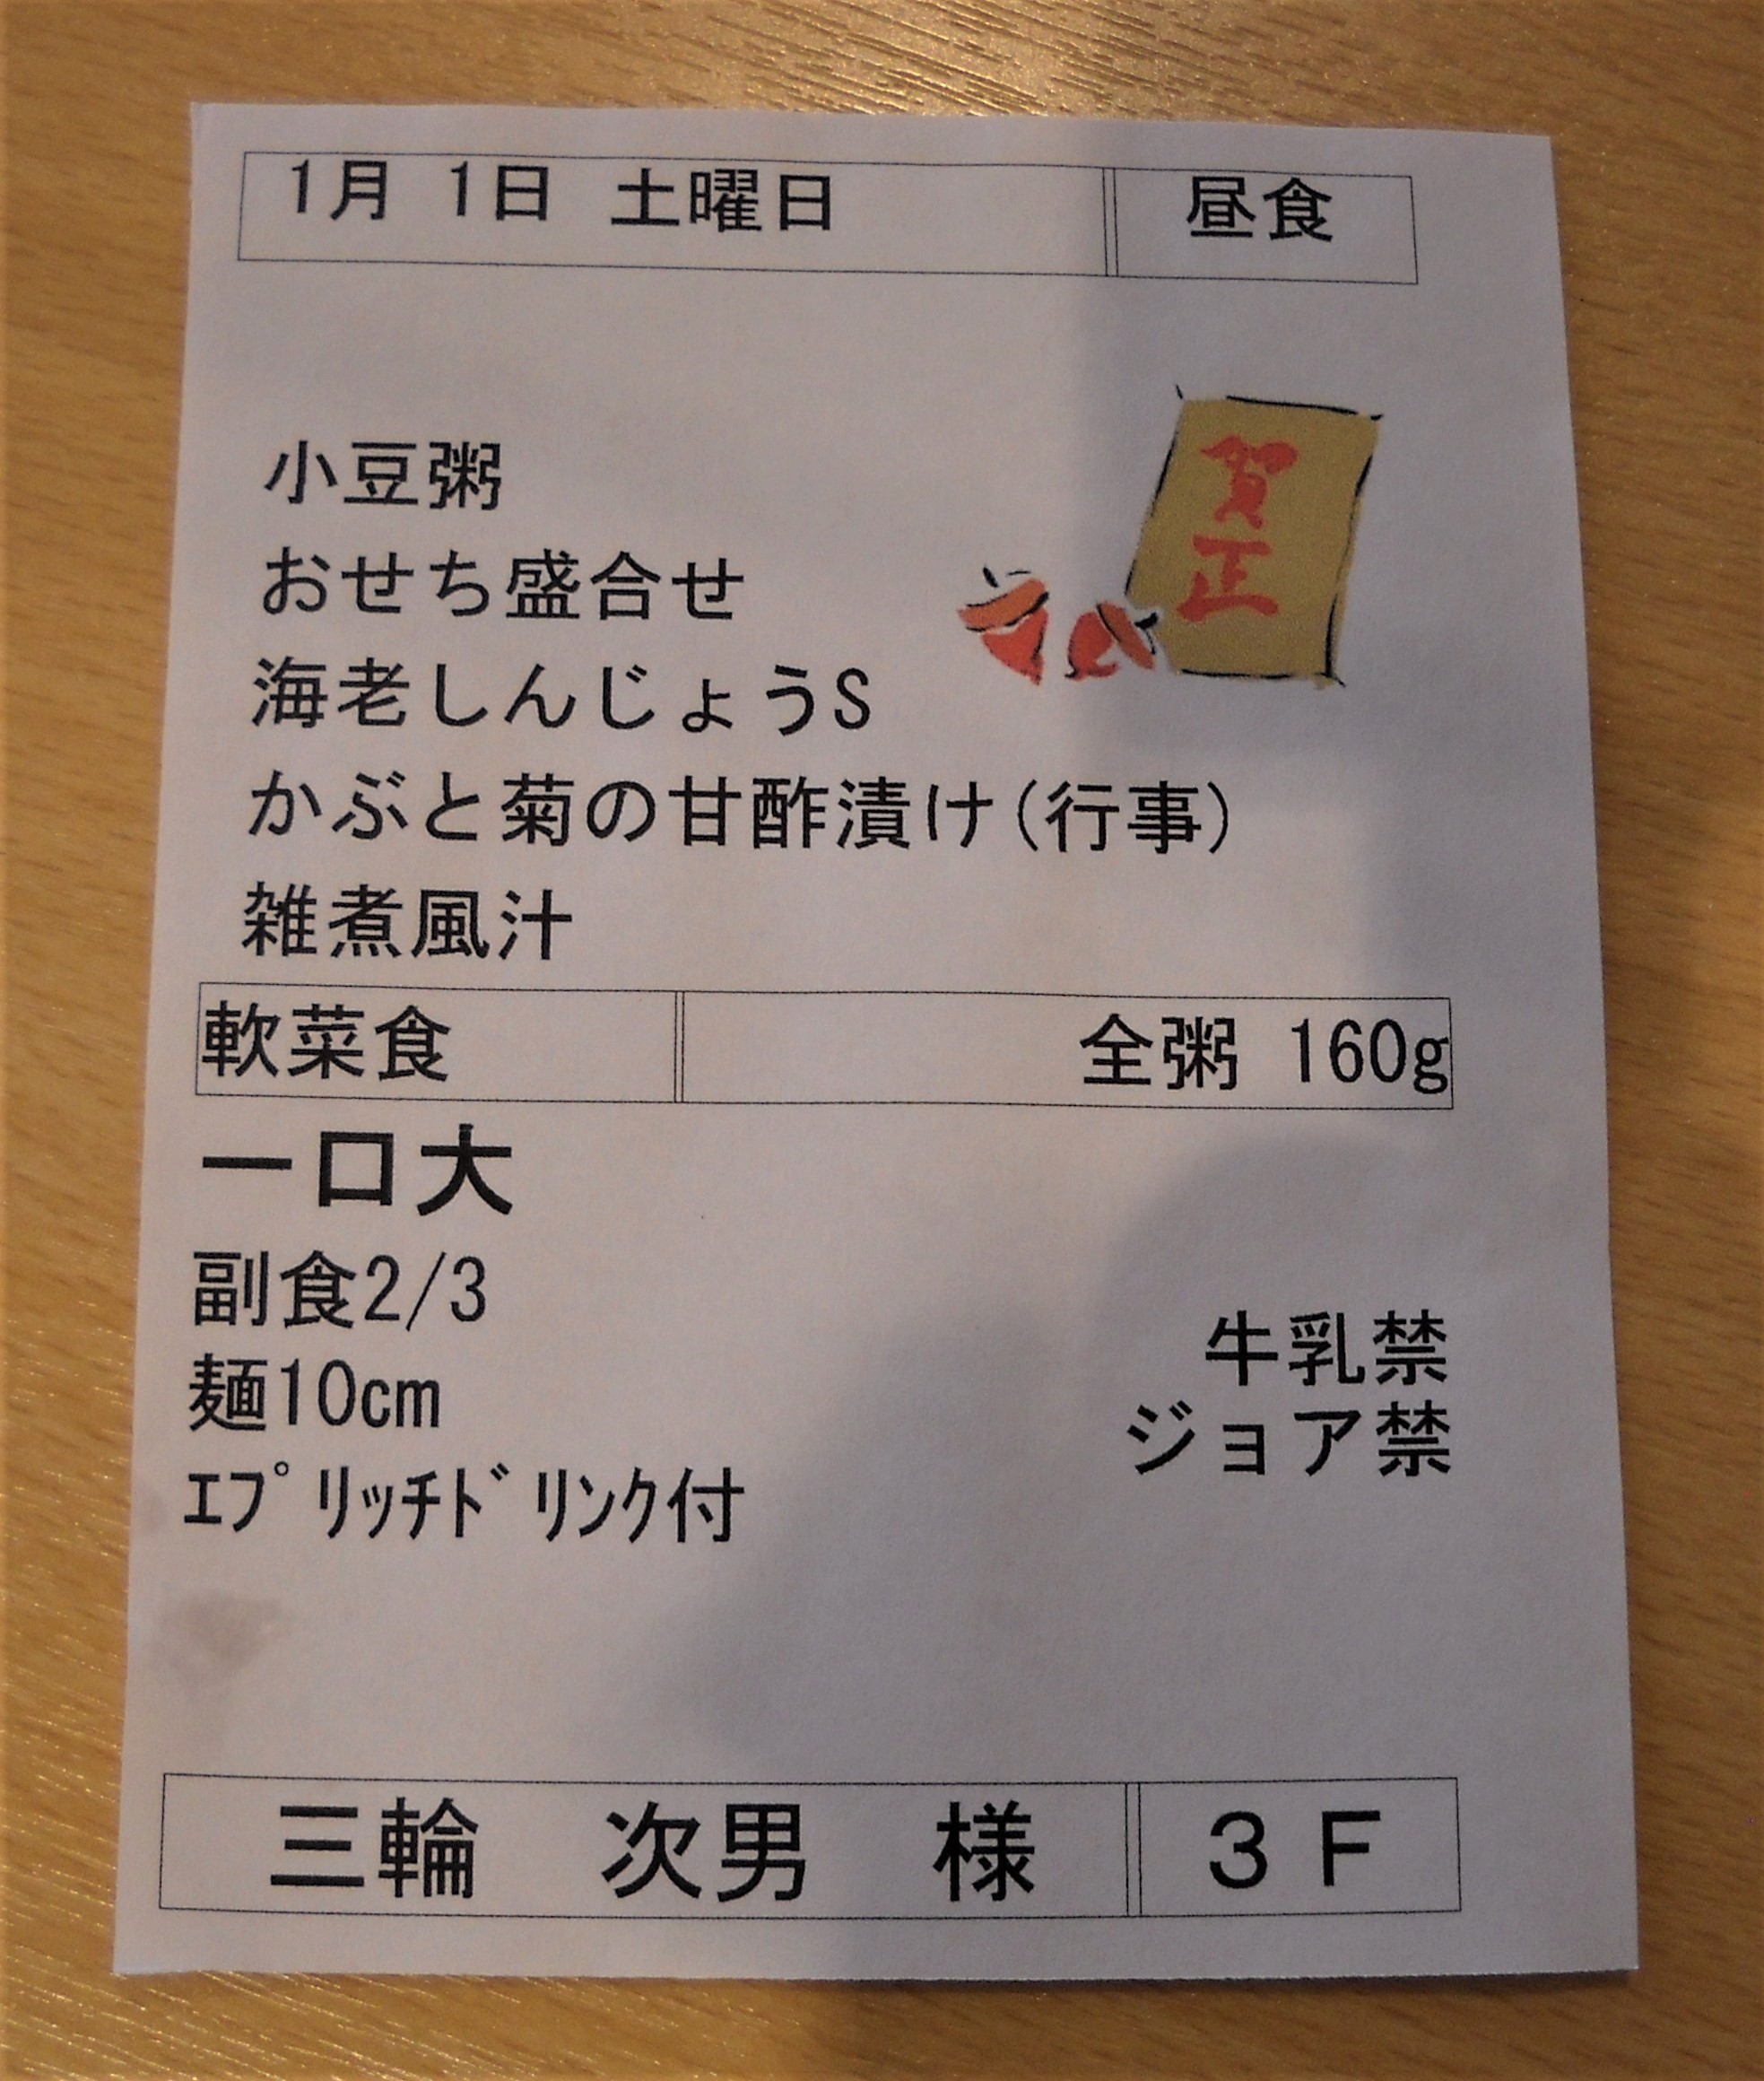 1月 1日 土曜日 昼食
賀正
小豆粥
おせち盛合せ
海老しんじょうS
かぶと菊の甘酢漬け(行事)
雑煮風汁
軟菜食 全粥 160g
一口大
副食2/3
麺10cm
ｴﾌﾟﾘｯﾁﾄﾞﾘﾝｸ付
牛乳禁
ジョア禁
三輪 次男 様 ３Ｆ